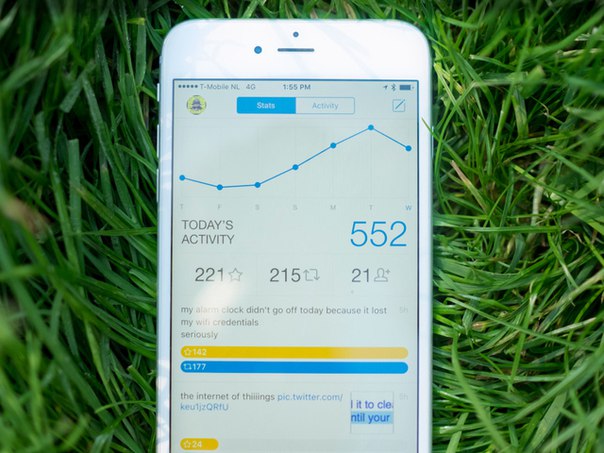 T-Mobile NL 4G 1:55 PM
Stats Activity
T F S S M T W
TODAY'S
ACTIVITY
552
221 215 21
my alarm clock didn't go off today because it lost 5h
my wifi credentials
seriously
142
177
the internet of thiiiings pic.twitter.com/
keu1jzQRfU
it to clea
ntil your
24